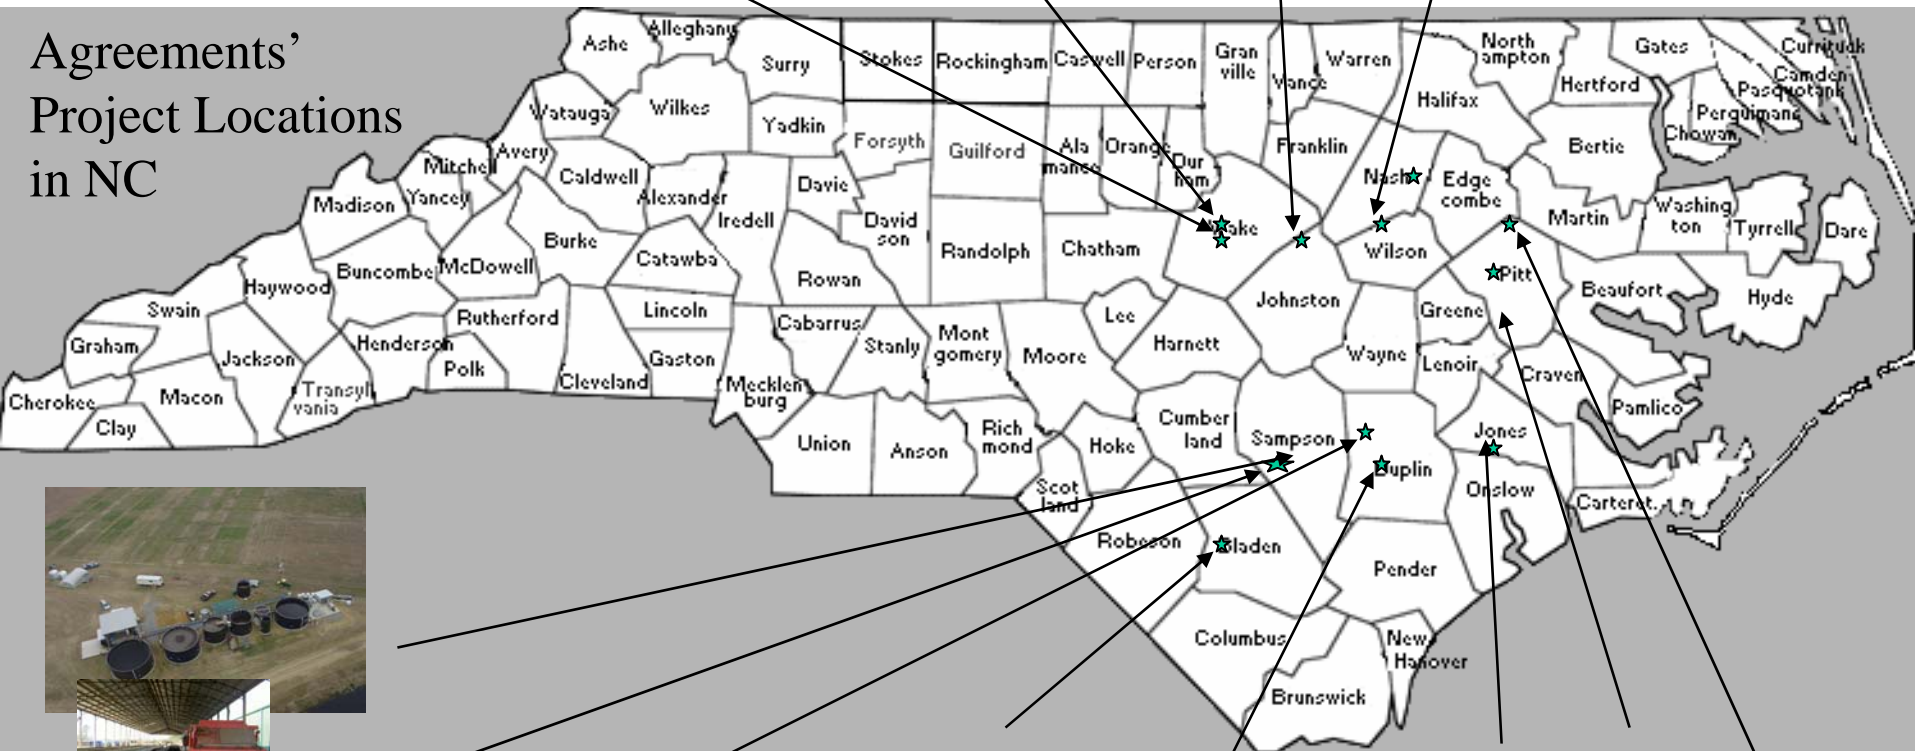 Agreements’
Project Locations
in NC
Ashe
Alleghany
Surry
Stokes
Rockingham
Caswell
Person
Gran
ville
Vance
Warren
North
ampton
Gates
Currituck
Camden
Pasquotank
Perquimans
Chowan
Hertford
Halifax
Watauga
Wilkes
Yadkin
Forsyth
Guilford
Ala
mance
Orange
Dur
ham
Franklin
Bertie
Mitchell
Avery
Caldwell
Alexander
Iredell
Davie
Nash
Edge
combe
Madison
Yancey
David
son
Martin
Washing
ton
Tyrrell
Dare
Burke
Catawba
Randolph
Chatham
Wake
Wilson
Haywood
Buncombe
McDowell
Rowan
Pitt
Beaufort
Hyde
Swain
Rutherford
Lincoln
Cabarrus
Johnston
Greene
Lee
Graham
Jackson
Henderson
Polk
Gaston
Stanly
Mont
gomery
Moore
Harnett
Wayne
Lenoir
Craven
Cherokee
Macon
Transyl
vania
Cleveland
Mecklen
burg
Pamlico
Clay
Union
Anson
Rich
mond
Hoke
Cumber
land
Sampson
Duplin
Jones
Scot
land
Onslow
Carteret
Robeson
Bladen
Pender
Columbus
New
Hanover
Brunswick